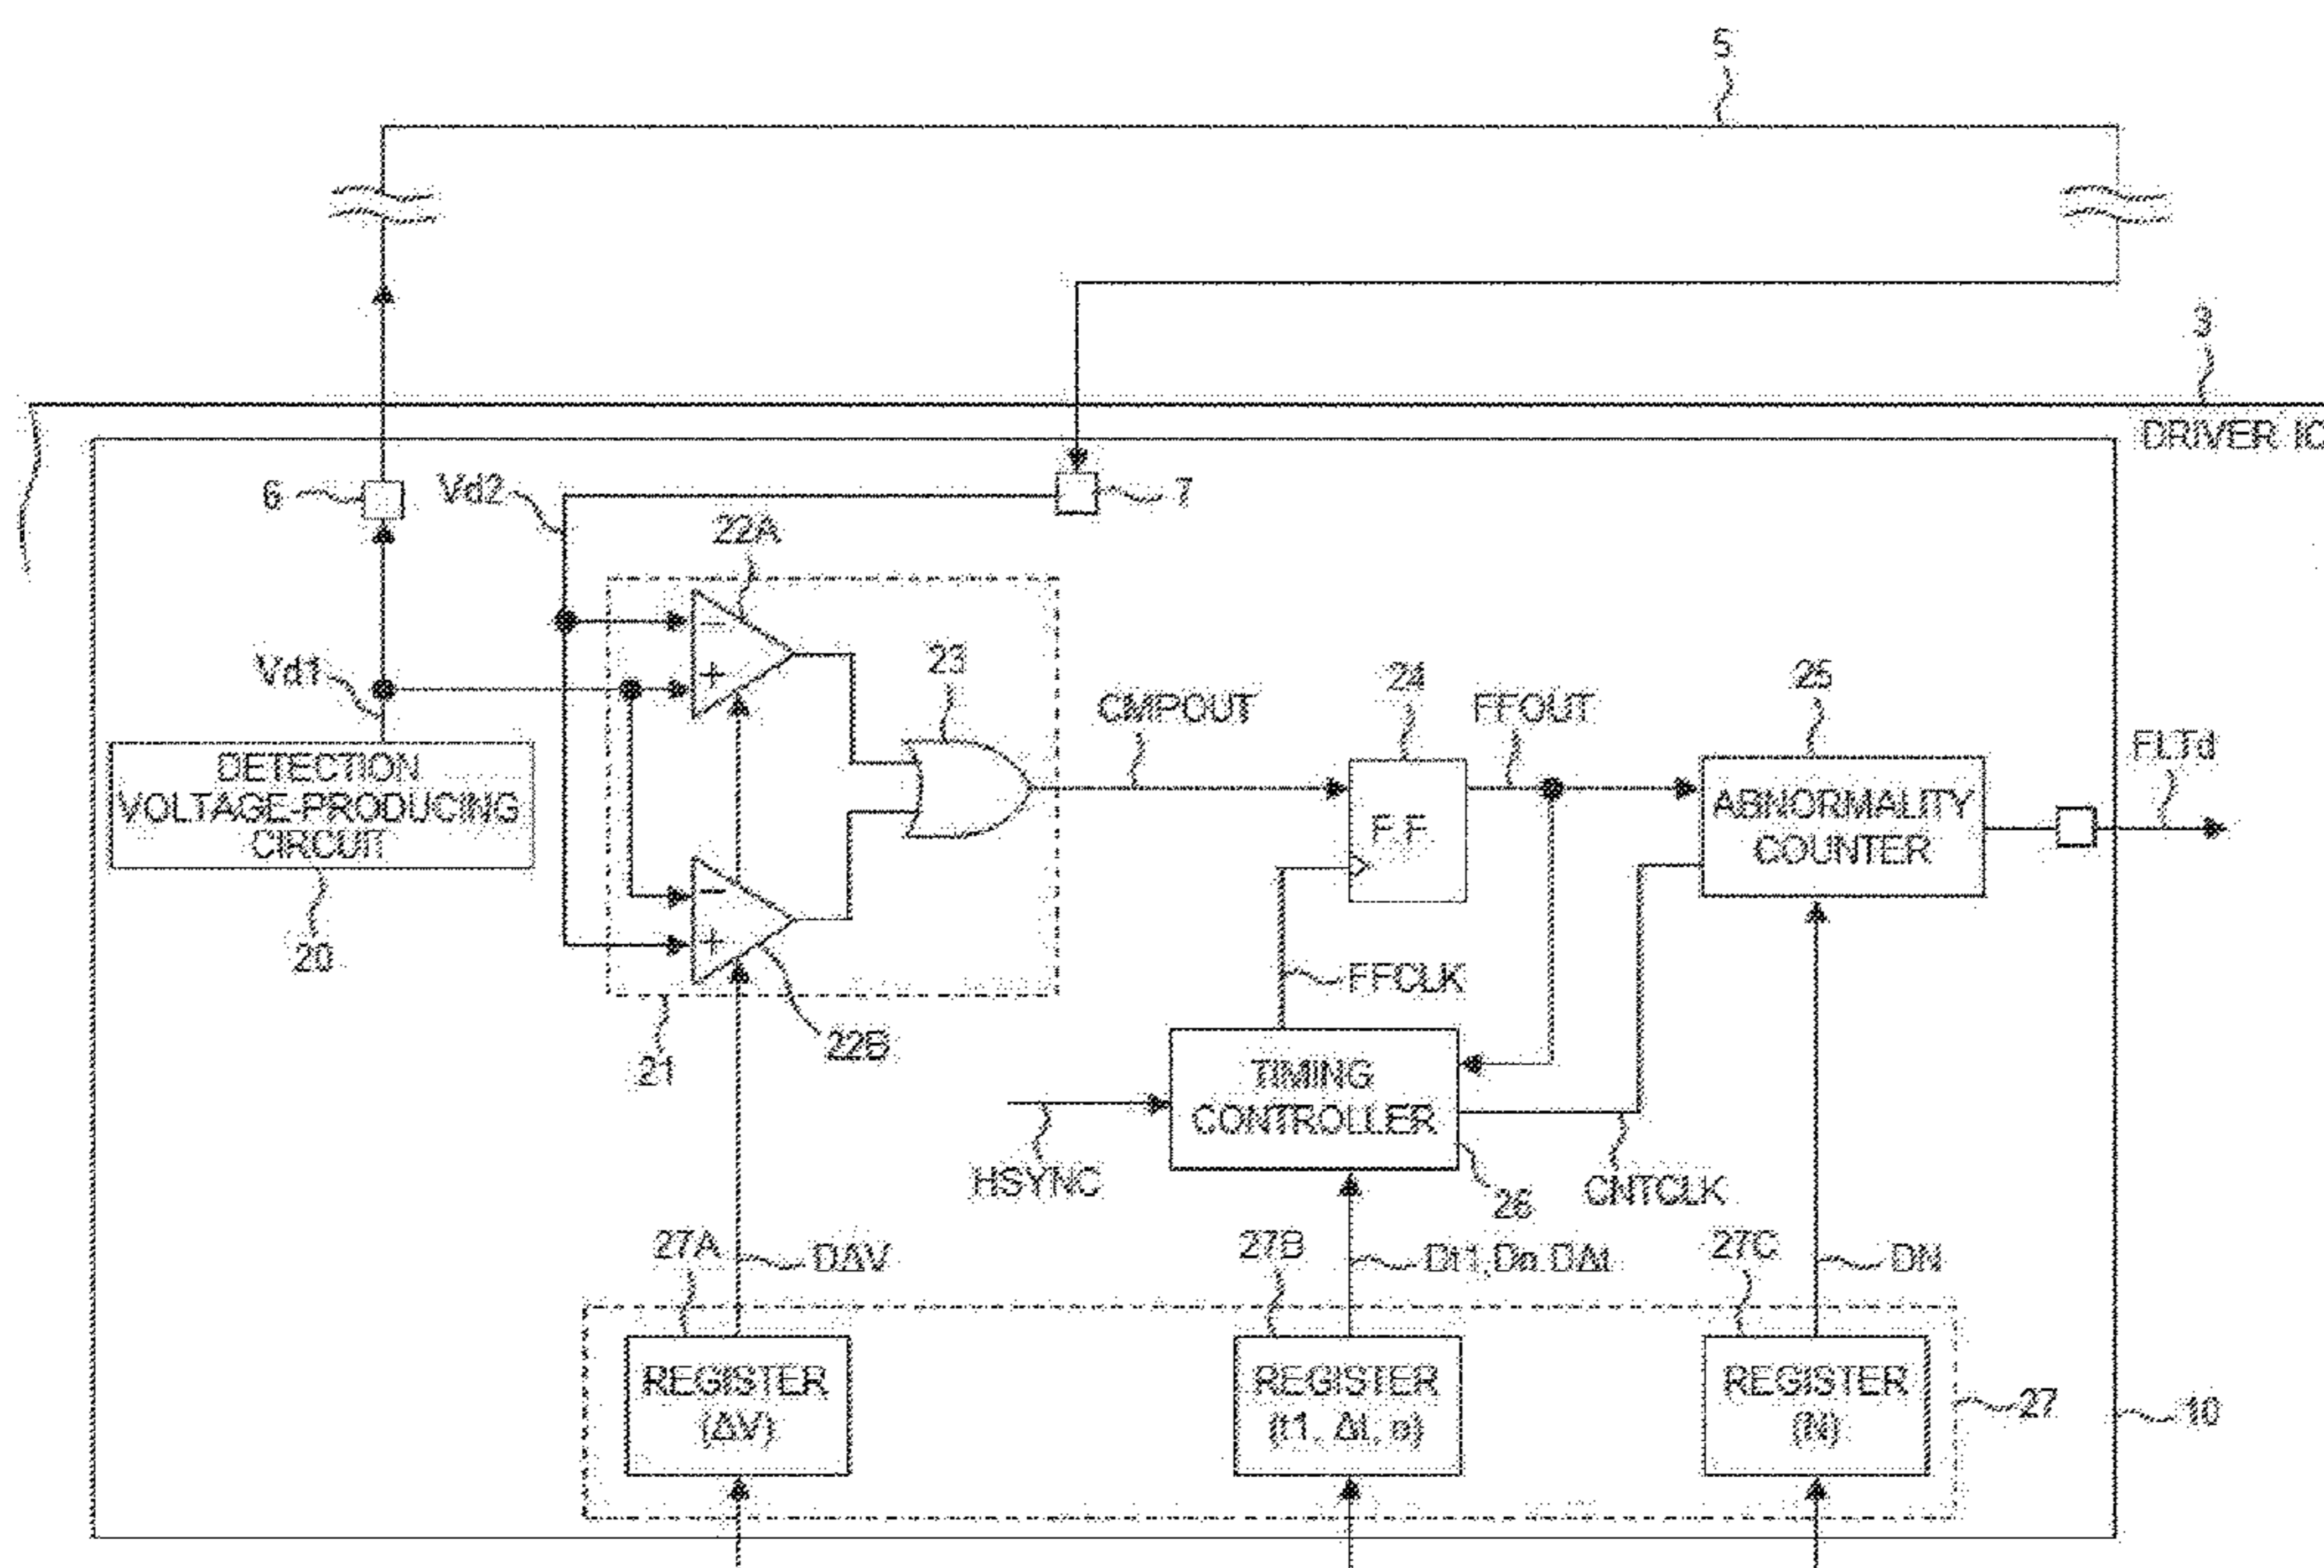 5
3
DRIVER IC
6
Vd2
7
22A
Vd1
23
24
25
CMPOUT
FFOUT
FLTd
DETECTION
VOLTAGE-PRODUCING
CIRCUIT
−
+
F.F.
ABNORMALITY
COUNTER
−
+
20
FFCLK
22B
21
TIMING
CONTROLLER
HSYNC
26
CNTCLK
27A
DΔV
27B
Dt1,Dn.DΔt
27C
DN
REGISTER
(ΔV)
REGISTER
(t1, Δt, n)
REGISTER
(N)
27
10